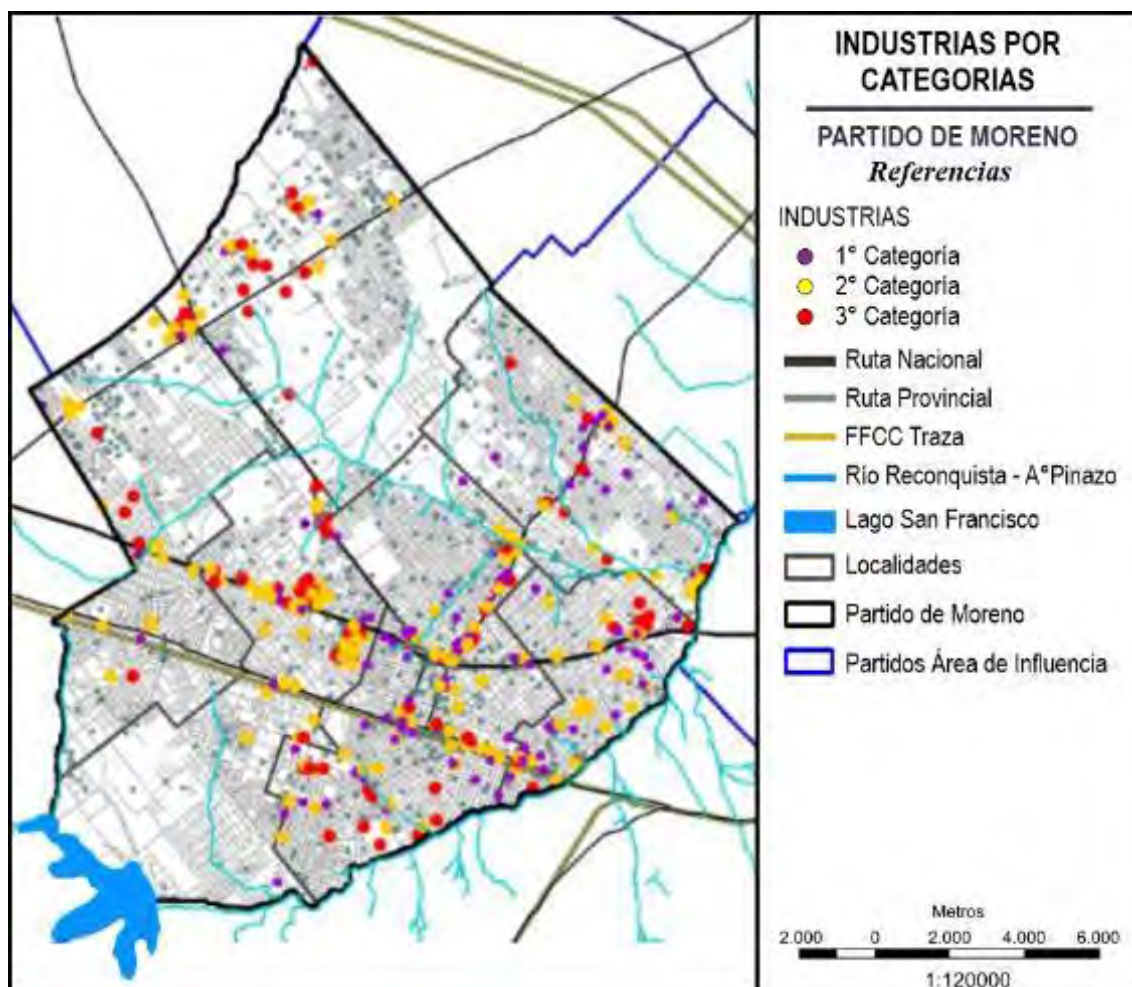 INDUSTRIAS POR
CATEGORIAS
PARTIDO DE MORENO
Referencias
INDUSTRIAS
1° Categoría
2° Categoría
3° Categoría
Ruta Nacional
Ruta Provincial
FFCC Traza
Río Reconquista - A°Pinazo
Lago San Francisco
Localidades
Partido de Moreno
Partidos Área de Influencia
Metros
2.000 0 2.000 4.000 6.000
1:120000